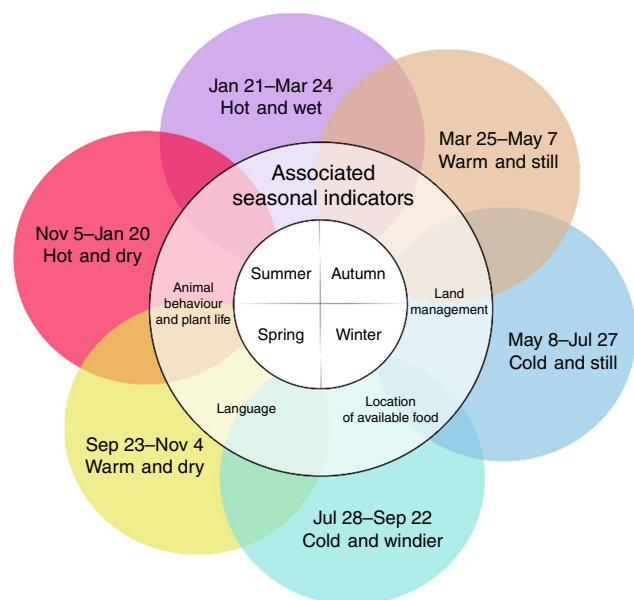 Jan 21–Mar 24
Hot and wet
Mar 25–May 7
Warm and still
Associated
seasonal indicators
Nov 5–Jan 20
Hot and dry
Summer
Autumn
Animal
behaviour
and plant life
Land
management
Spring
Winter
May 8–Jul 27
Cold and still
Language
Location
of available food
Sep 23–Nov 4
Warm and dry
Jul 28–Sep 22
Cold and windier